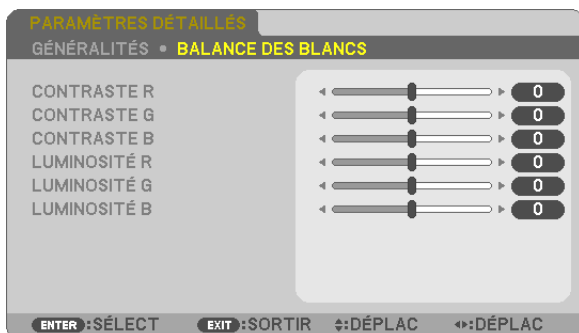 PARAMÈTRES DÉTAILLÉS
GÉNÉRALITÉS • BALANCE DES BLANCS
CONTRASTE R 0
CONTRASTE G 0
CONTRASTE B 0
LUMINOSITÉ R 0
LUMINOSITÉ G 0
LUMINOSITÉ B 0
ENTER :SÉLECT EXIT :SORTIR :DÉPLAC :DÉPLAC